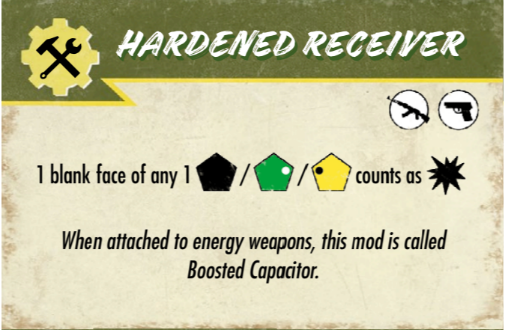 HARDENED RECEIVER
1 blank face of any 1 / / counts as
When attached to energy weapons, this mod is called
Boosted Capacitor.